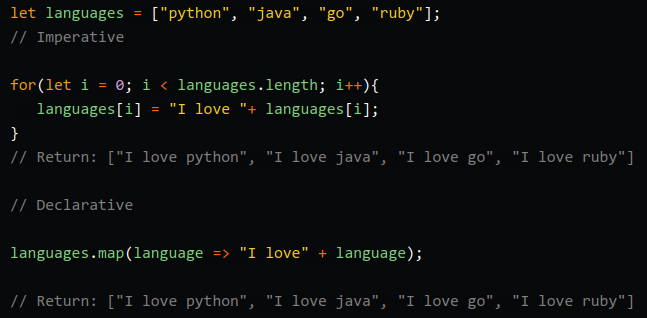 let languages = ["python", "java", "go", "ruby"];
// Imperative
for(let i = 0; i < languages.length; i++){
   languages[i] = "I love "+ languages[i];
}
// Return: ["I love python", "I love java", "I love go", "I love ruby"]
// Declarative
languages.map(language => "I love" + language);
// Return: ["I love python", "I love java", "I love go", "I love ruby"]